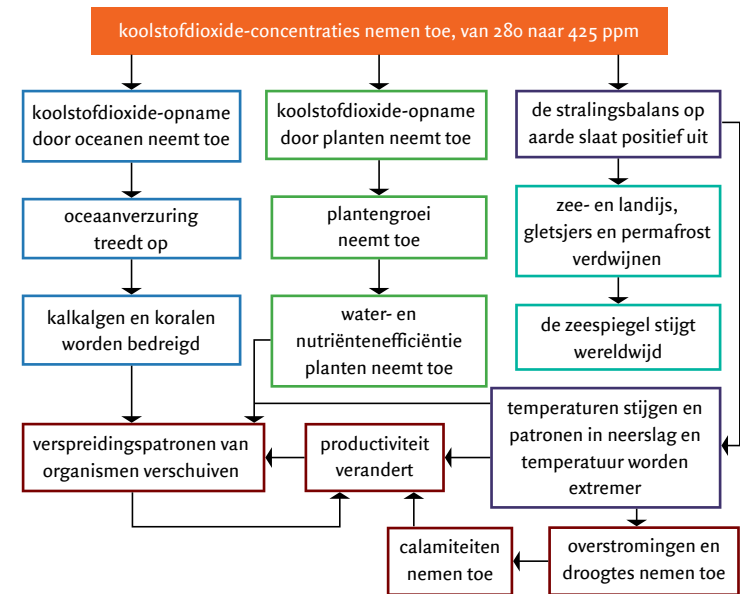 koolstofdioxide-concentraties nemen toe, van 280 naar 425 ppm
koolstofdioxide-opname
door oceanen neemt toe
koolstofdioxide-opname
door planten neemt toe
de stralingsbalans op
aarde slaat positief uit
oceaanverzuring
treedt op
plantengroei
neemt toe
zee- en landijs,
gletsjers en permafrost
verdwijnen
kalkalgen en koralen
worden bedreigd
water- en
nutriëntenefficiëntie
planten neemt toe
de zeespiegel stijgt
wereldwijd
verspreidingspatronen van
organismen verschuiven
productiviteit
verandert
temperaturen stijgen en
patronen in neerslag en
temperatuur worden
extremer
calamiteiten
nemen toe
overstromingen en
droogtes nemen toe